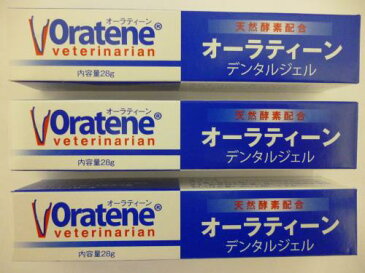 オーラティーン
Oratene®
veterinarian
内容量28g
天然酵素配合
オーラティーン
デンタルジェル
オーラティーン
Oratene®
veterinarian
内容量28g
天然酵素配合
オーラティーン
デンタルジェル
オーラティーン
Oratene®
veterinarian
内容量28g
天然酵素配合
オーラティーン
デンタルジェル